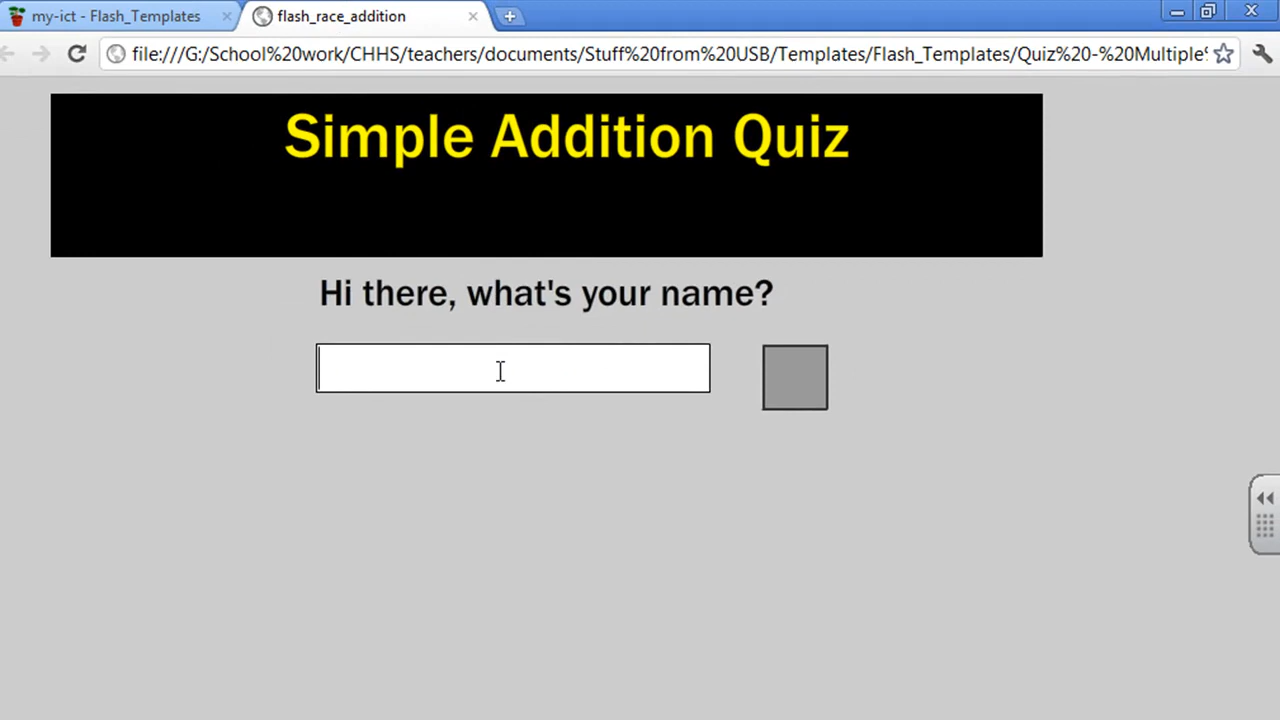 my-ict - Flash_Templates
flash_race_addition
file:///G:/School%20work/CHHS/teachers/documents/Stuff%20from%20USB/Templates/Flash_Templates/Quiz%20-%20Multiple%
Simple Addition Quiz
Hi there, what's your name?